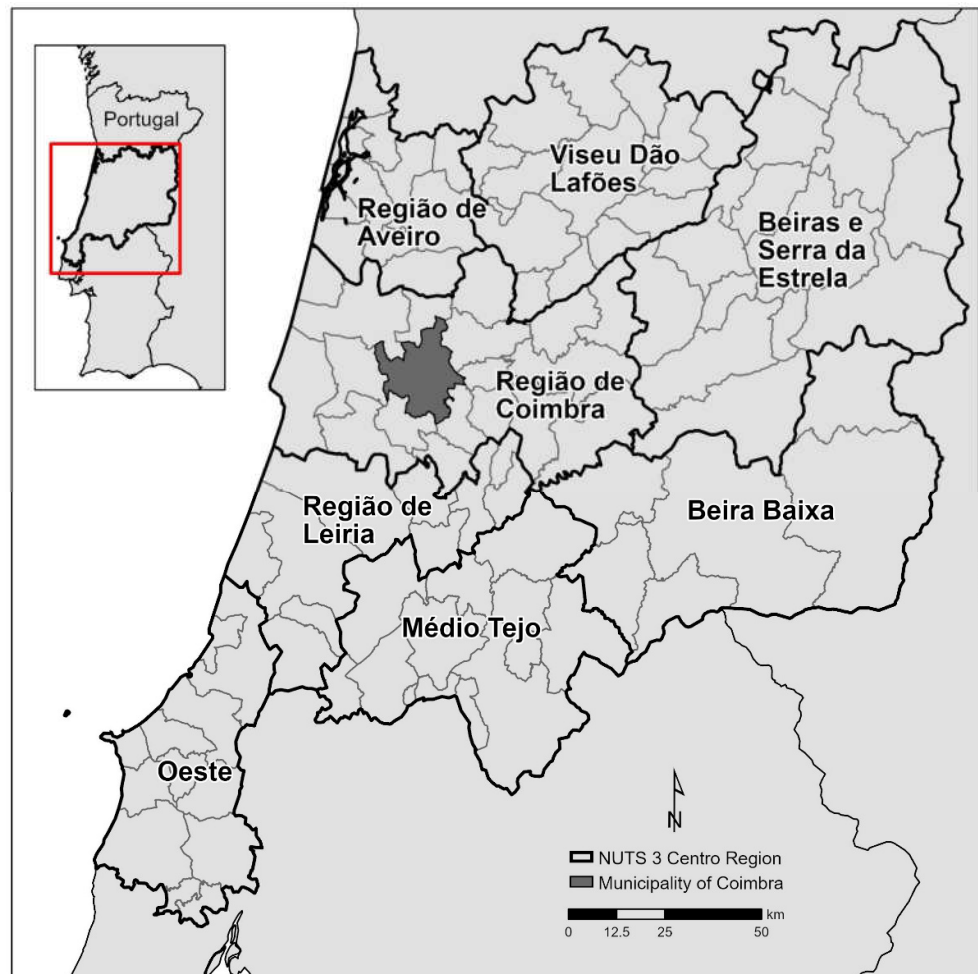 Portugal
Viseu Dão
Lafões
Região de
Aveiro
Beiras e
Serra da
Estrela
Região de
Coimbra
Região de
Leiria
Beira Baixa
Médio Tejo
Oeste
N
NUTS 3 Centro Region
Municipality of Coimbra
km
0 12.5 25 50